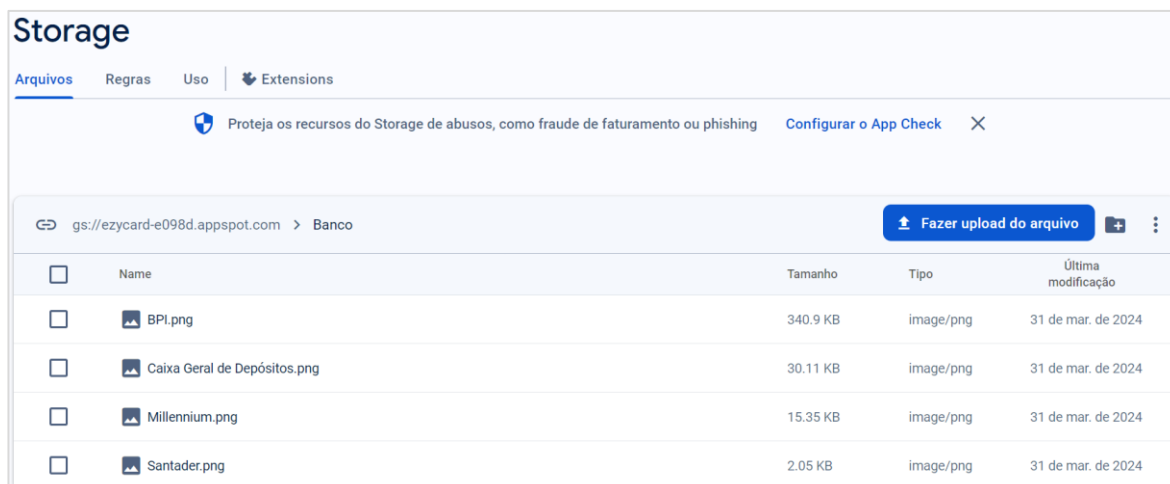 Storage
Arquivos Regras Uso Extensions
Proteja os recursos do Storage de abusos, como fraude de faturamento ou phishing Configurar o App Check
gs://ezycard-e098d.appspot.com > Banco Fazer upload do arquivo
Name Tamanho Tipo Última modificação
BPI.png 340.9 KB image/png 31 de mar. de 2024
Caixa Geral de Depósitos.png 30.11 KB image/png 31 de mar. de 2024
Millennium.png 15.35 KB image/png 31 de mar. de 2024
Santader.png 2.05 KB image/png 31 de mar. de 2024